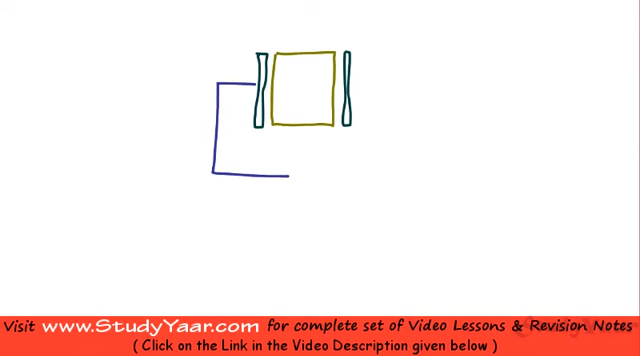 Visit www.StudyYaar.com for complete set of Video Lessons & Revision Notes
( Click on the Link in the Video Description given below )